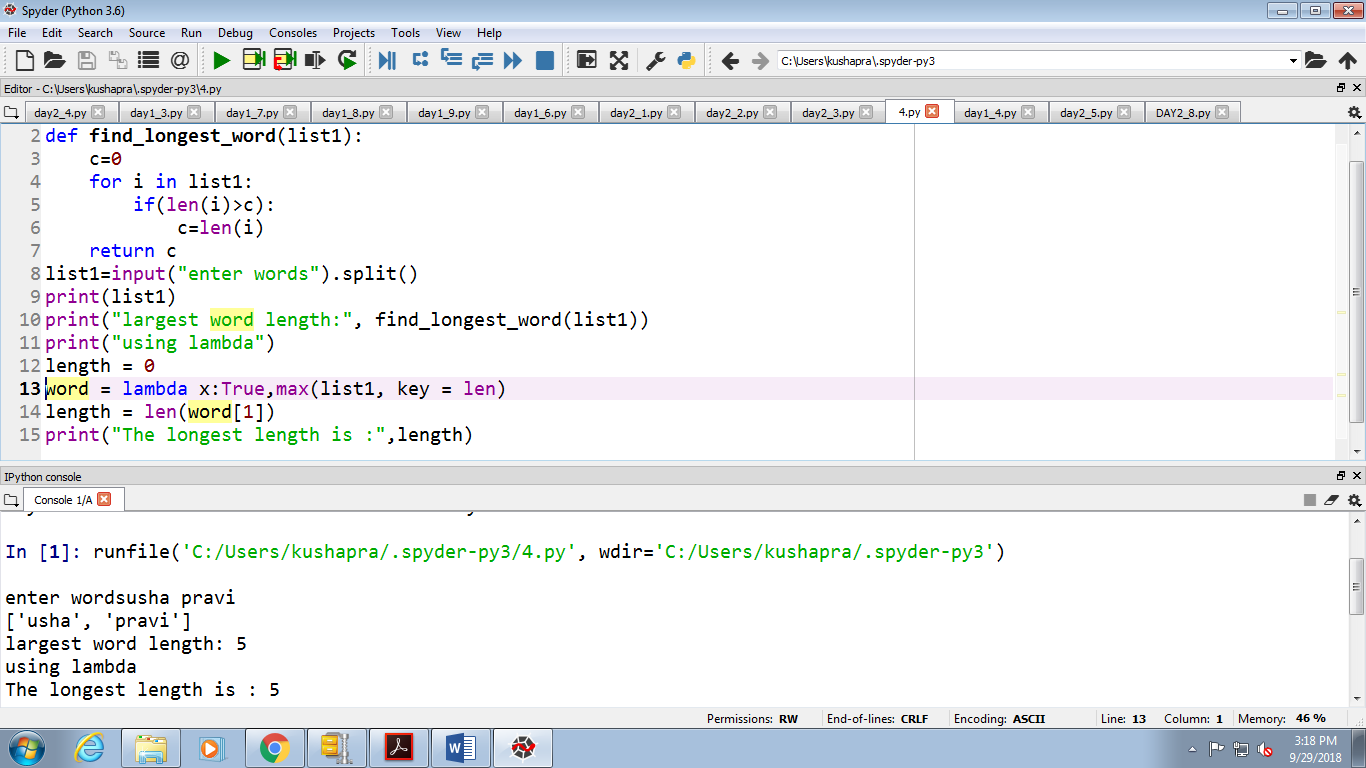 Spyder (Python 3.6)
File Edit Search Source Run Debug Consoles Projects Tools View Help
C:\Users\kushapra\.spyder-py3
Editor - C:\Users\kushapra\.spyder-py3\4.py
day2_4.py day1_3.py day1_7.py day1_8.py day1_9.py day1_6.py day2_1.py day2_2.py day2_3.py 4.py day1_4.py day2_5.py DAY2_8.py
2 def find_longest_word(list1):
3     c=0
4     for i in list1:
5         if(len(i)>c):
6             c=len(i)
7     return c
8 list1=input("enter words").split()
9 print(list1)
10 print("largest word length:", find_longest_word(list1))
11 print("using lambda")
12 length = 0
13 word = lambda x:True,max(list1, key = len)
14 length = len(word[1])
15 print("The longest length is :",length)
IPython console
Console 1/A
In [1]: runfile('C:/Users/kushapra/.spyder-py3/4.py', wdir='C:/Users/kushapra/.spyder-py3')
enter wordsusha pravi
['usha', 'pravi']
largest word length: 5
using lambda
The longest length is : 5
Permissions: RW End-of-lines: CRLF Encoding: ASCII Line: 13 Column: 1 Memory: 46 %
3:18 PM
9/29/2018